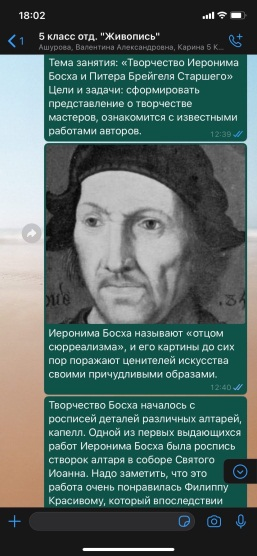 18:02
1
5 класс отд. "Живопись"
Ашурова, Валентина Александровна, Карина 5 К...
Тема занятия: «Творчество Иеронима
Босха и Питера Брейгеля Старшего»
Цели и задачи: сформировать
представление о творчестве
мастеров, ознакомится с известными
работами авторов.
12:39
Иеронима Босха называют «отцом
сюрреализма», и его картины до сих
пор поражают ценителей искусства
своими причудливыми образами.
12:40
Творчество Босха началось с
росписей деталей различных алтарей,
капелл. Одной из первых выдающихся
работ Иеронима Босха была роспись
створок алтаря в соборе Святого
Иоанна. Надо заметить, что это
работа очень понравилась Филиппу
Красивому, который впоследствии